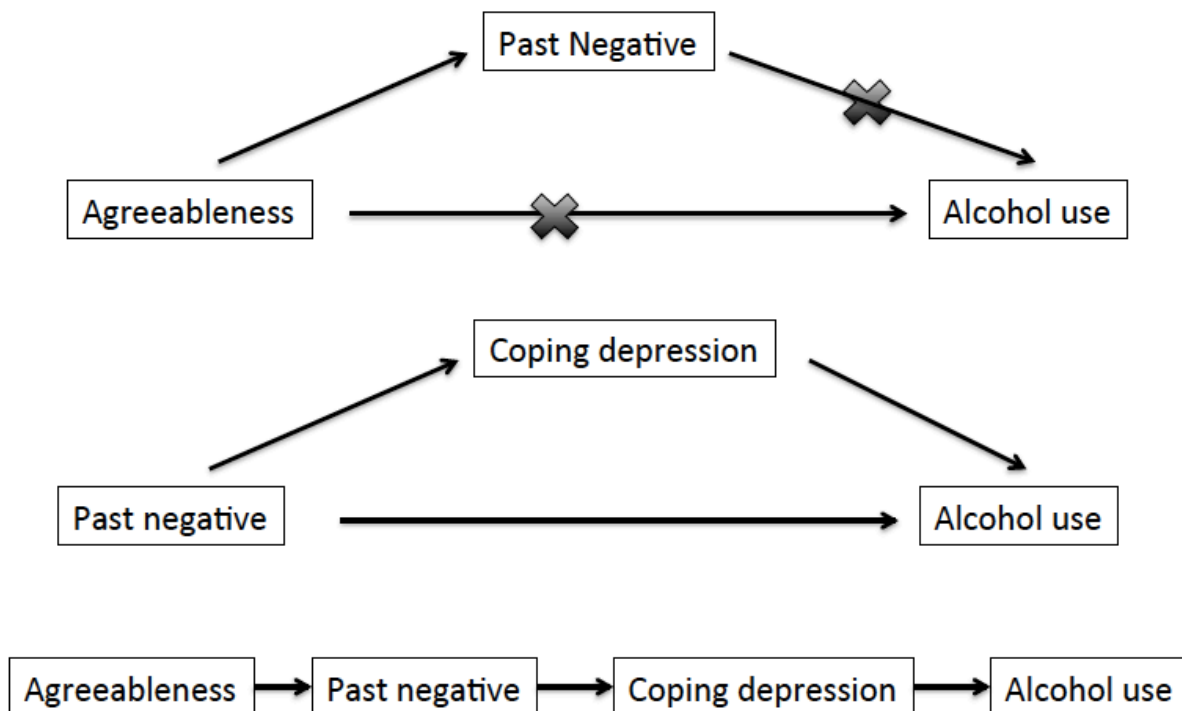 Past Negative
Agreeableness
Alcohol use
Coping depression
Past negative
Alcohol use
Agreeableness
Past negative
Coping depression
Alcohol use